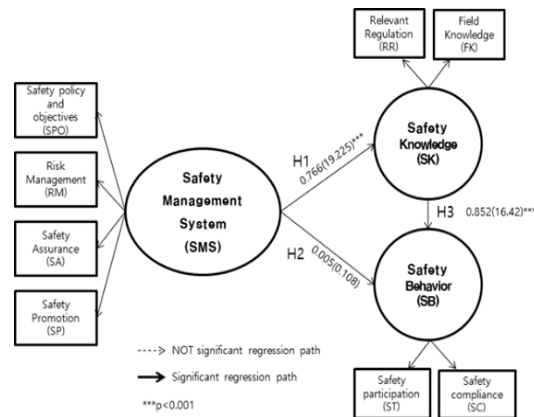 Relevant
Regulation
(RR)
Field
Knowledge
(FK)
Safety policy
and
objectives
(SPO)
Risk
Management
(RM)
Safety
Assurance
(SA)
Safety
Promotion
(SP)
Safety
Management
System
(SMS)
H1
0.766(19.225)***
Safety
Knowledge
(SK)
H3
0.852(16.42)***
H2
0.005(0.108)
Safety
Behavior
(SB)
Safety
participation
(ST)
Safety
compliance
(SC)
NOT significant regression path
Significant regression path
***p<0.001